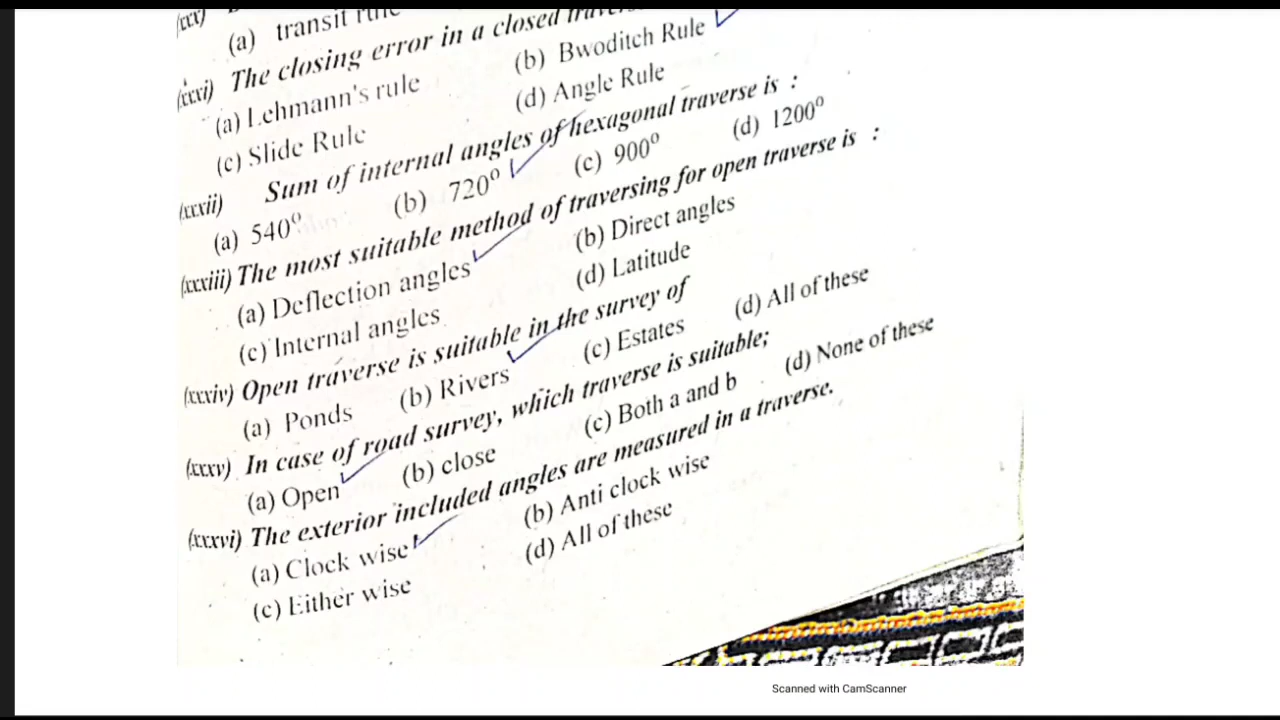 (xxx)
(a) transit rule
(xxxi) The closing error in a closed
(a) Lehmann's rule (b) Bwoditch Rule
(c) Slide Rule (d) Angle Rule
(xxxii) Sum of internal angles of hexagonal traverse is :
(a) 540° (b) 720° (c) 900° (d) 1200°
(xxxiii) The most suitable method of traversing for open traverse is :
(a) Deflection angles (b) Direct angles
(c) Internal angles (d) Latitude
(xxxiv) Open traverse is suitable in the survey of
(a) Ponds (b) Rivers (c) Estates (d) All of these
(xxxv) In case of road survey, which traverse is suitable;
(a) Open (b) close (c) Both a and b (d) None of these
(xxxvi) The exterior included angles are measured in a traverse.
(a) Clock wise (b) Anti clock wise
(c) Either wise (d) All of these
Scanned with CamScanner